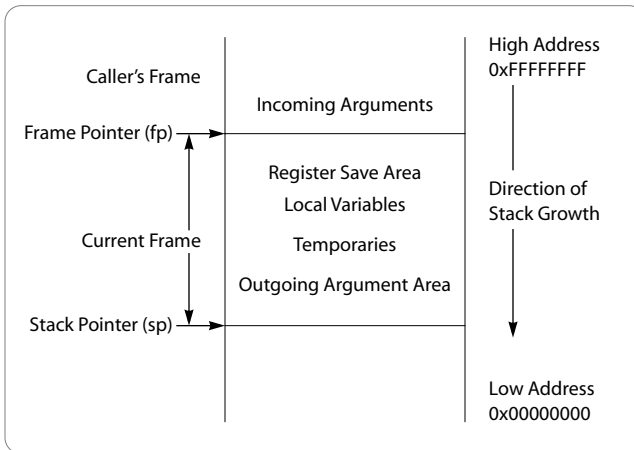 High Address
0xFFFFFFFF
Caller's Frame
Incoming Arguments
Frame Pointer (fp)
Register Save Area
Local Variables
Direction of
Stack Growth
Current Frame
Temporaries
Outgoing Argument Area
Stack Pointer (sp)
Low Address
0x00000000